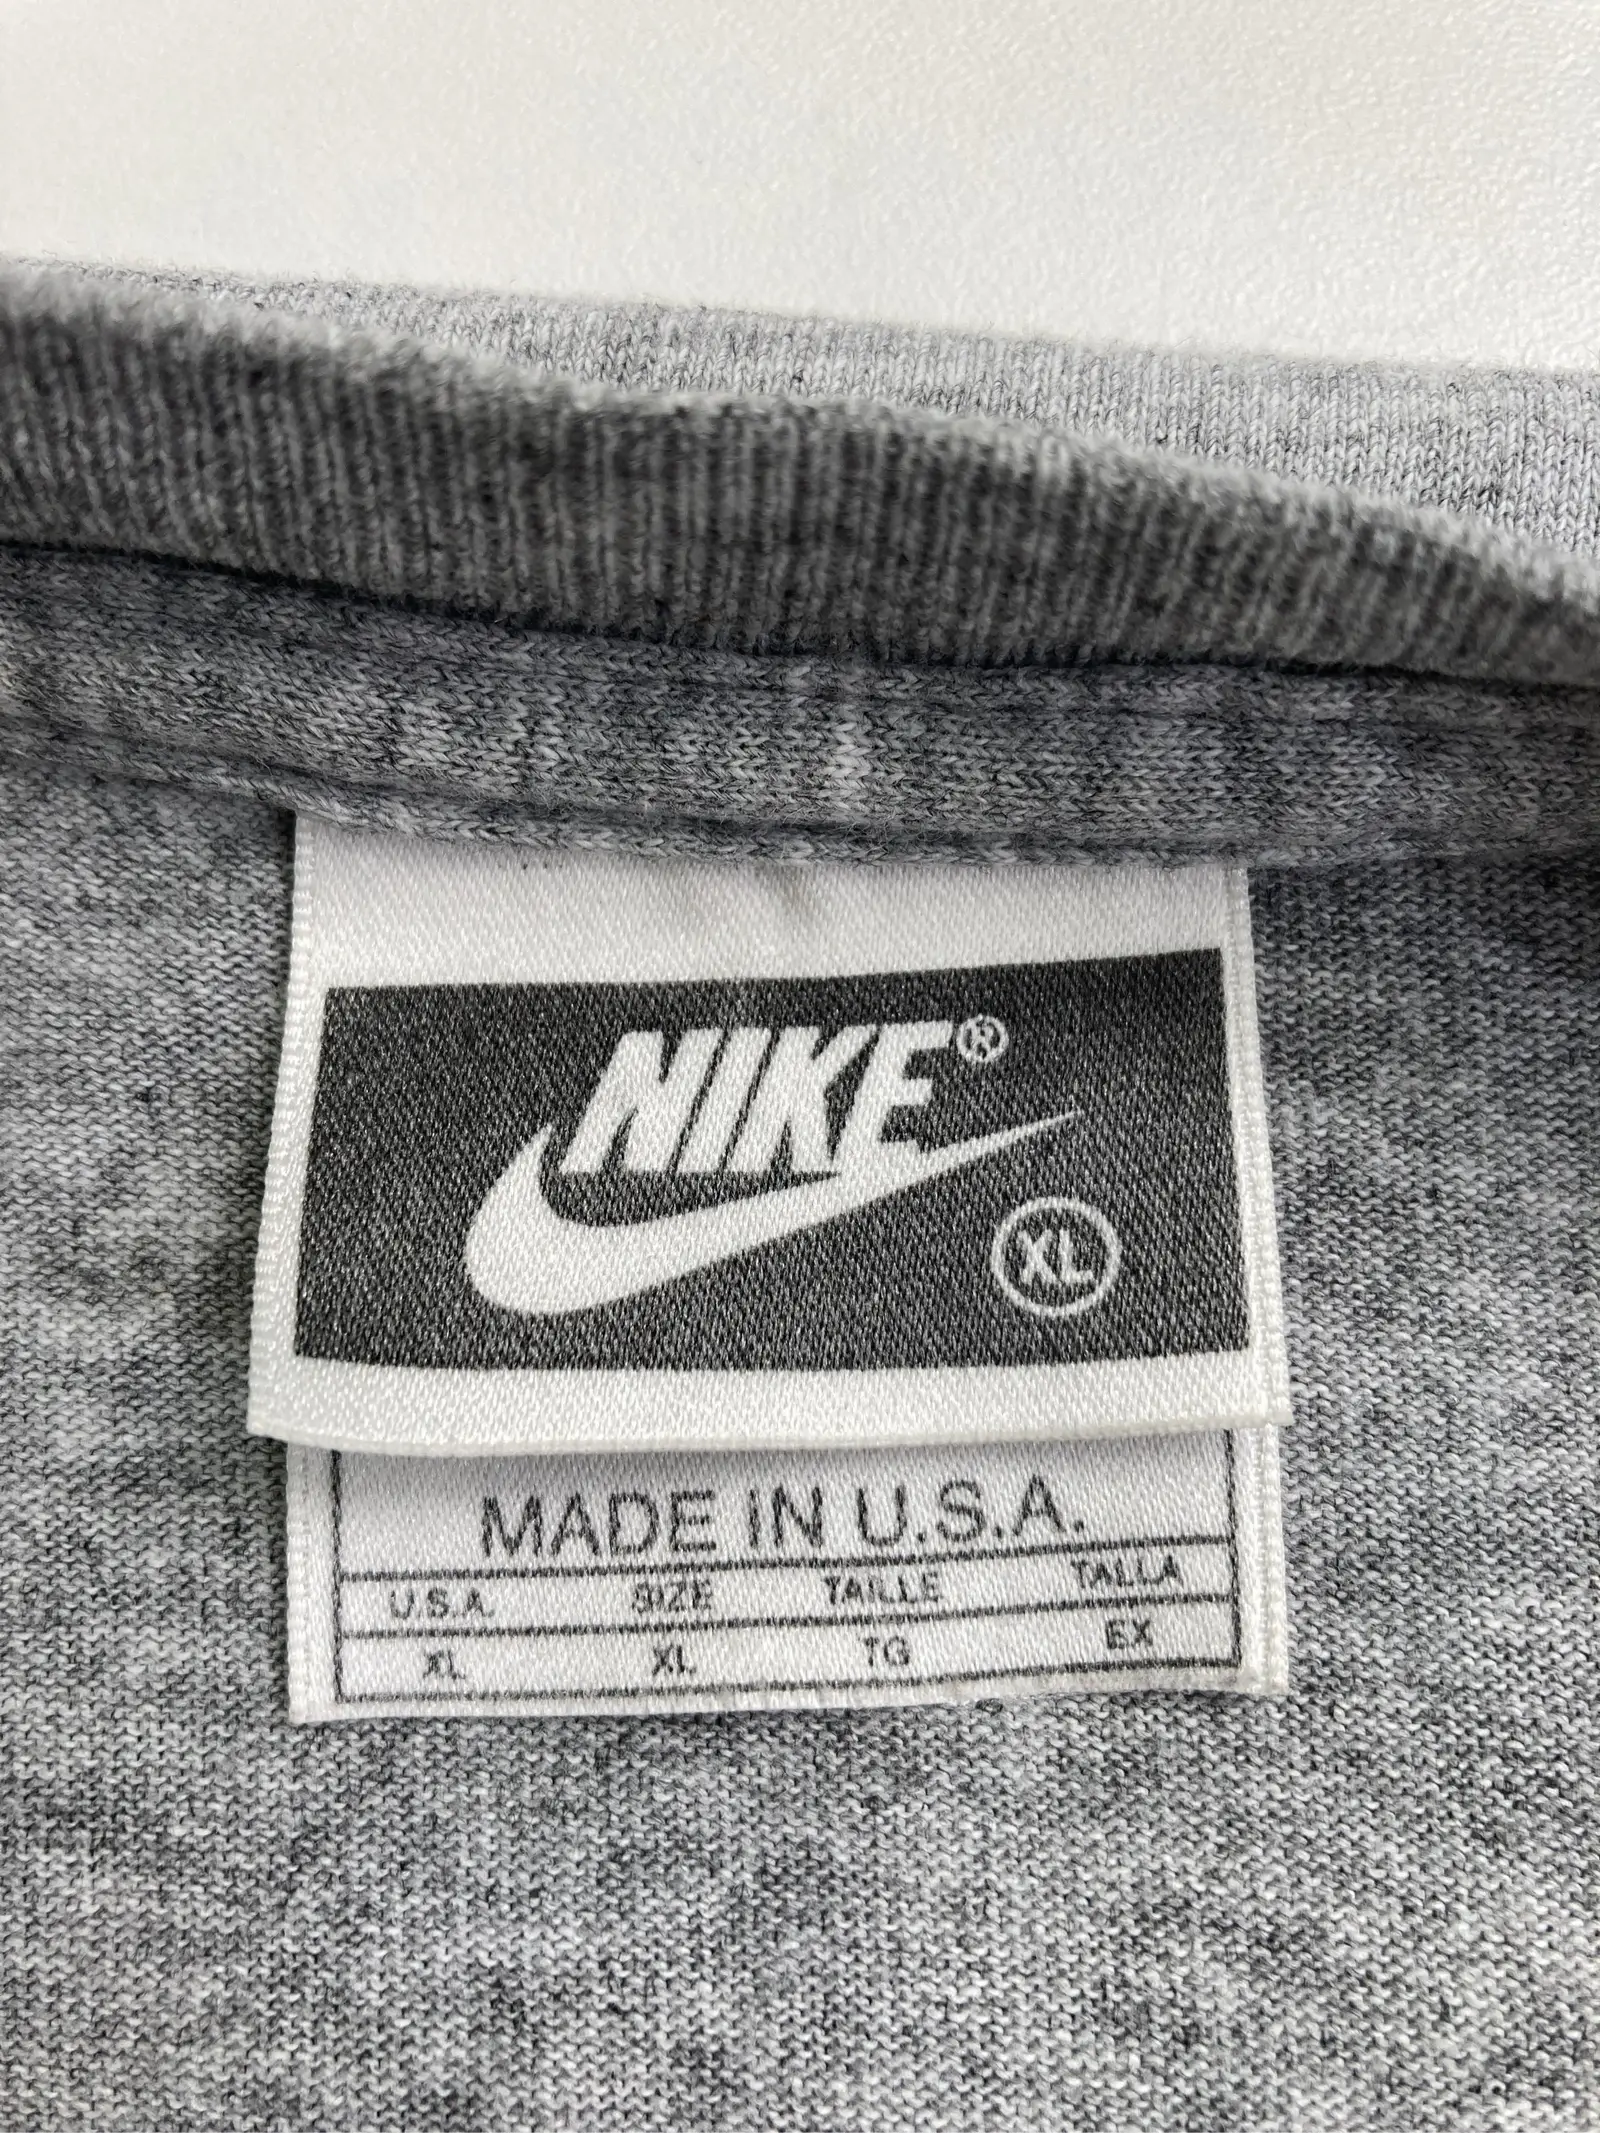 NIKE®
XL
MADE IN U.S.A.
U.S.A. SIZE TAILLE TALLA
XL XL TG EX